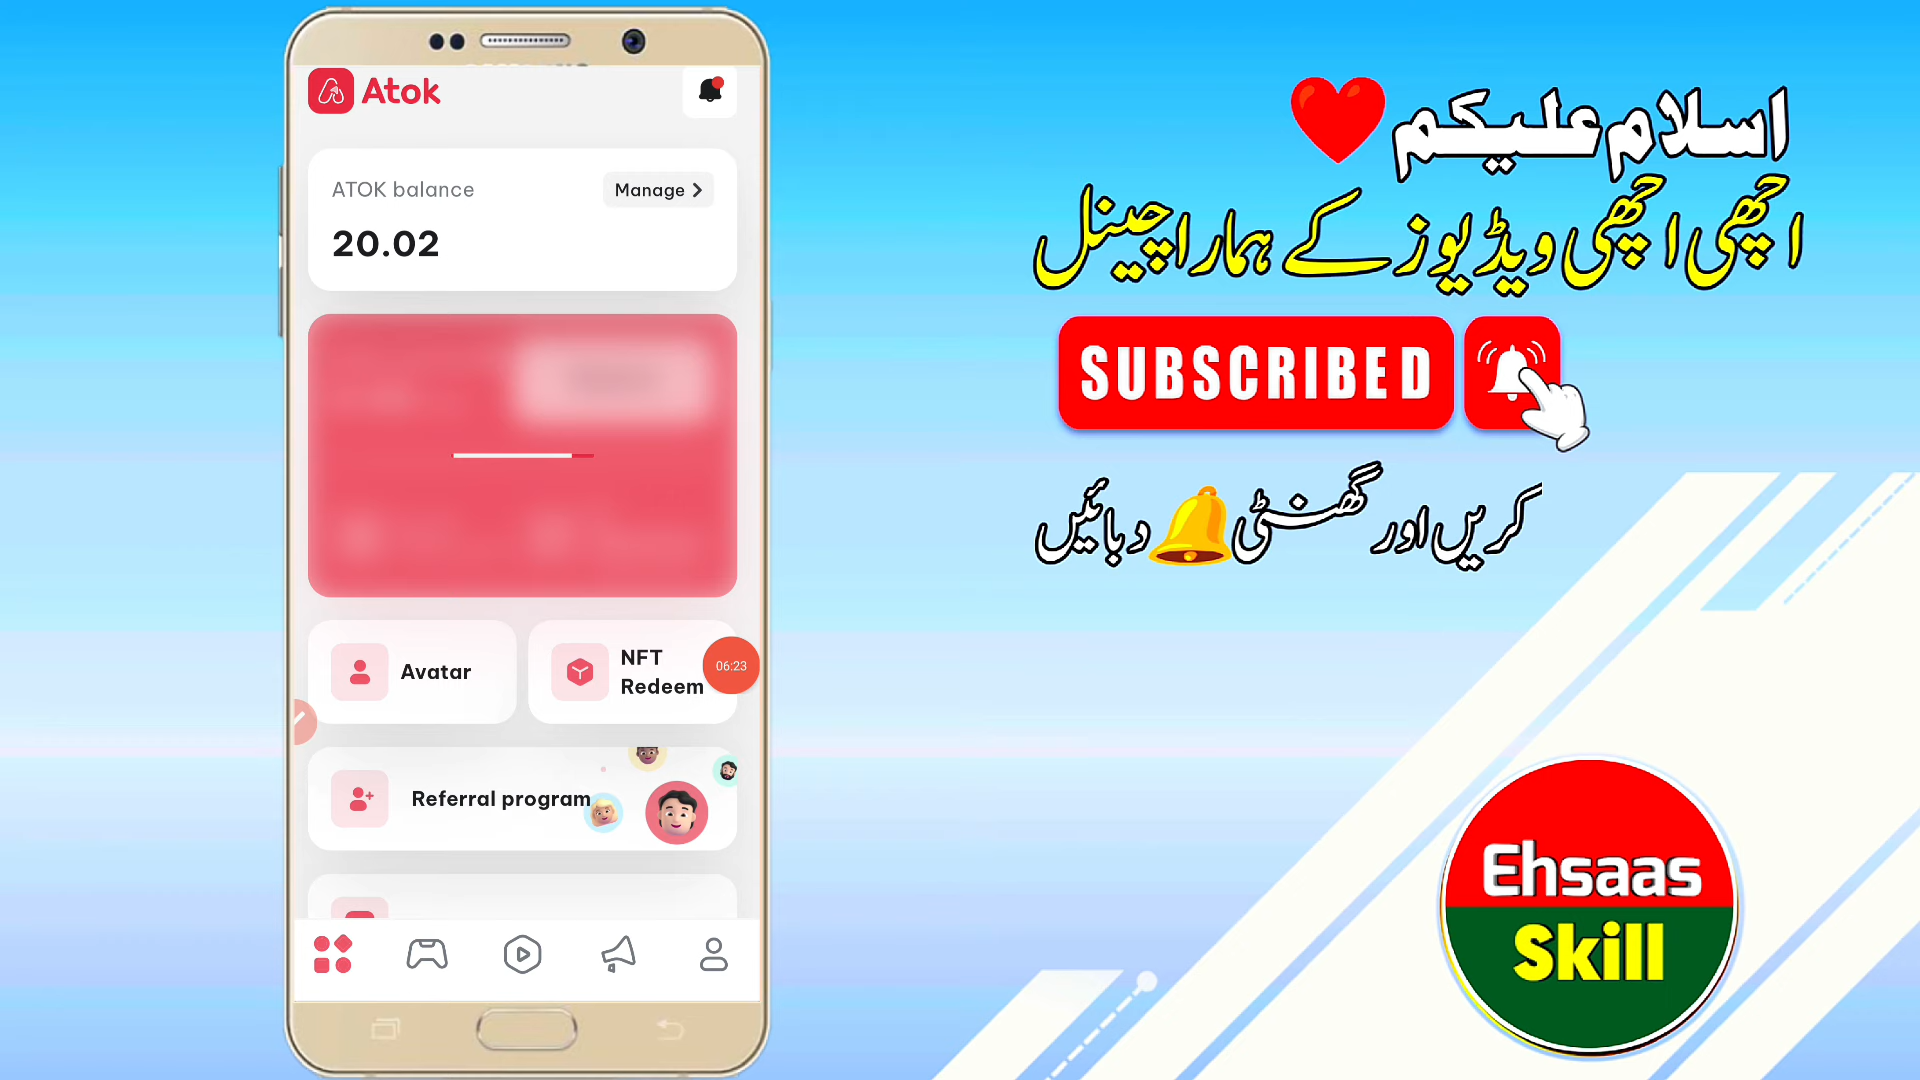 Atok
ATOK balance
Manage
20.02
Avatar
NFT
Redeem
06:23
Referral program
اسلام علیکم
اچھی اچھی ویڈیوز کے ہمارا چینل
SUBSCRIBED
کریں اور گھنٹی دبائیں
Ehsaas
Skill